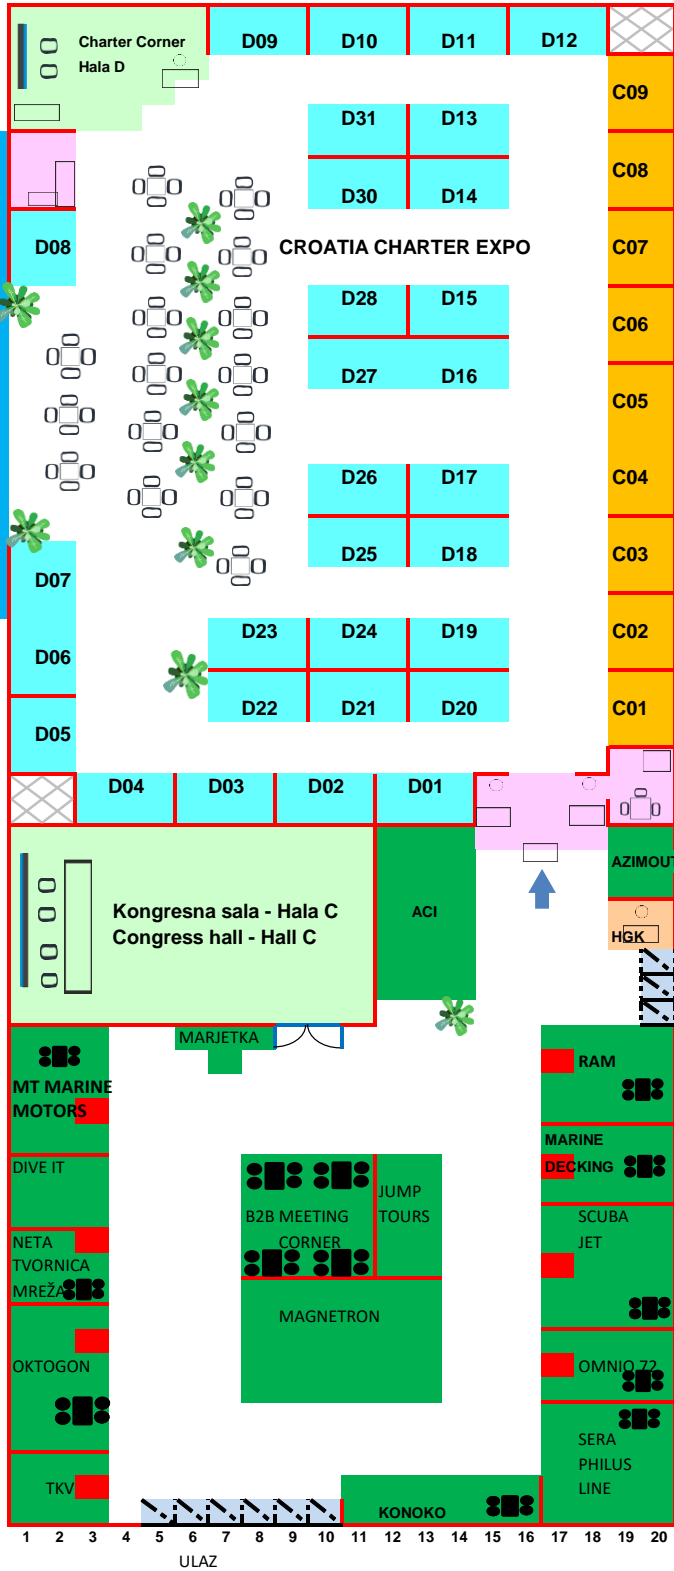 Charter Corner
Hala D
D09
D10
D11
D12
C09
D31
D13
C08
D30
D14
D08
CROATIA CHARTER EXPO
C07
D28
D15
C06
D27
D16
C05
D26
D17
C04
D25
D18
C03
D07
D23
D24
D19
C02
D06
D22
D21
D20
C01
D05
D04
D03
D02
D01
Kongresna sala - Hala C
Congress hall - Hall C
ACI
AZIMOUT
HGK
MARJETKA
MT MARINE
MOTORS
RAM
DIVE IT
MARINE
DECKING
B2B MEETING
CORNER
JUMP
TOURS
SCUBA
JET
NETA
TVORNICA
MREŽA
MAGNETRON
OKTOGON
OMNIO 72
SERA
PHILUS
LINE
TKV
KONOKO
1 2 3 4 5 6 7 8 9 10 11 12 13 14 15 16 17 18 19 20
ULAZ